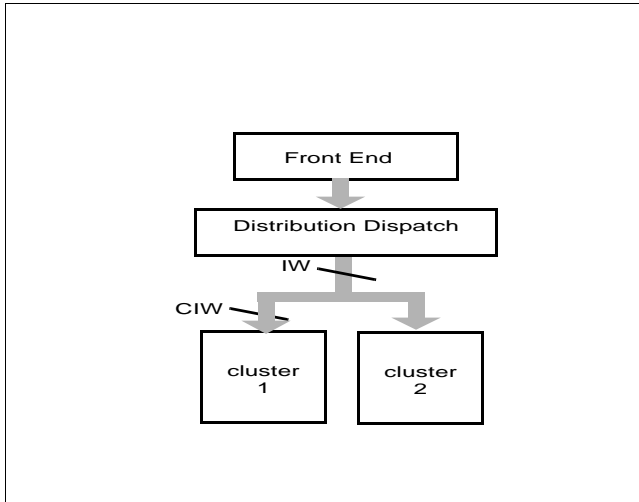 Front End
Distribution Dispatch
IW
CIW
cluster
1
cluster
2